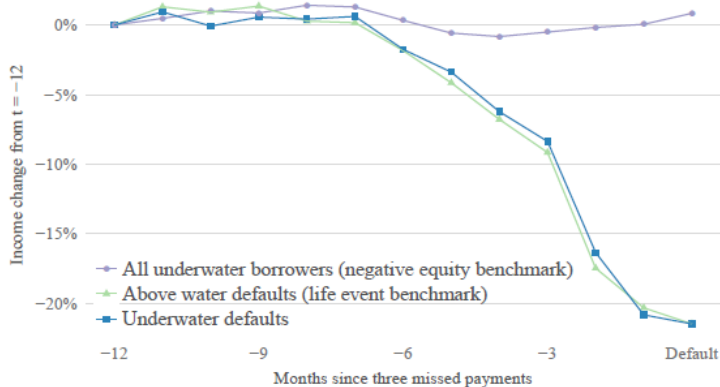 0%
−5%
−10%
−15%
−20%
Income change from t = −12
All underwater borrowers (negative equity benchmark)
Above water defaults (life event benchmark)
Underwater defaults
−12 −9 −6 −3 Default
Months since three missed payments